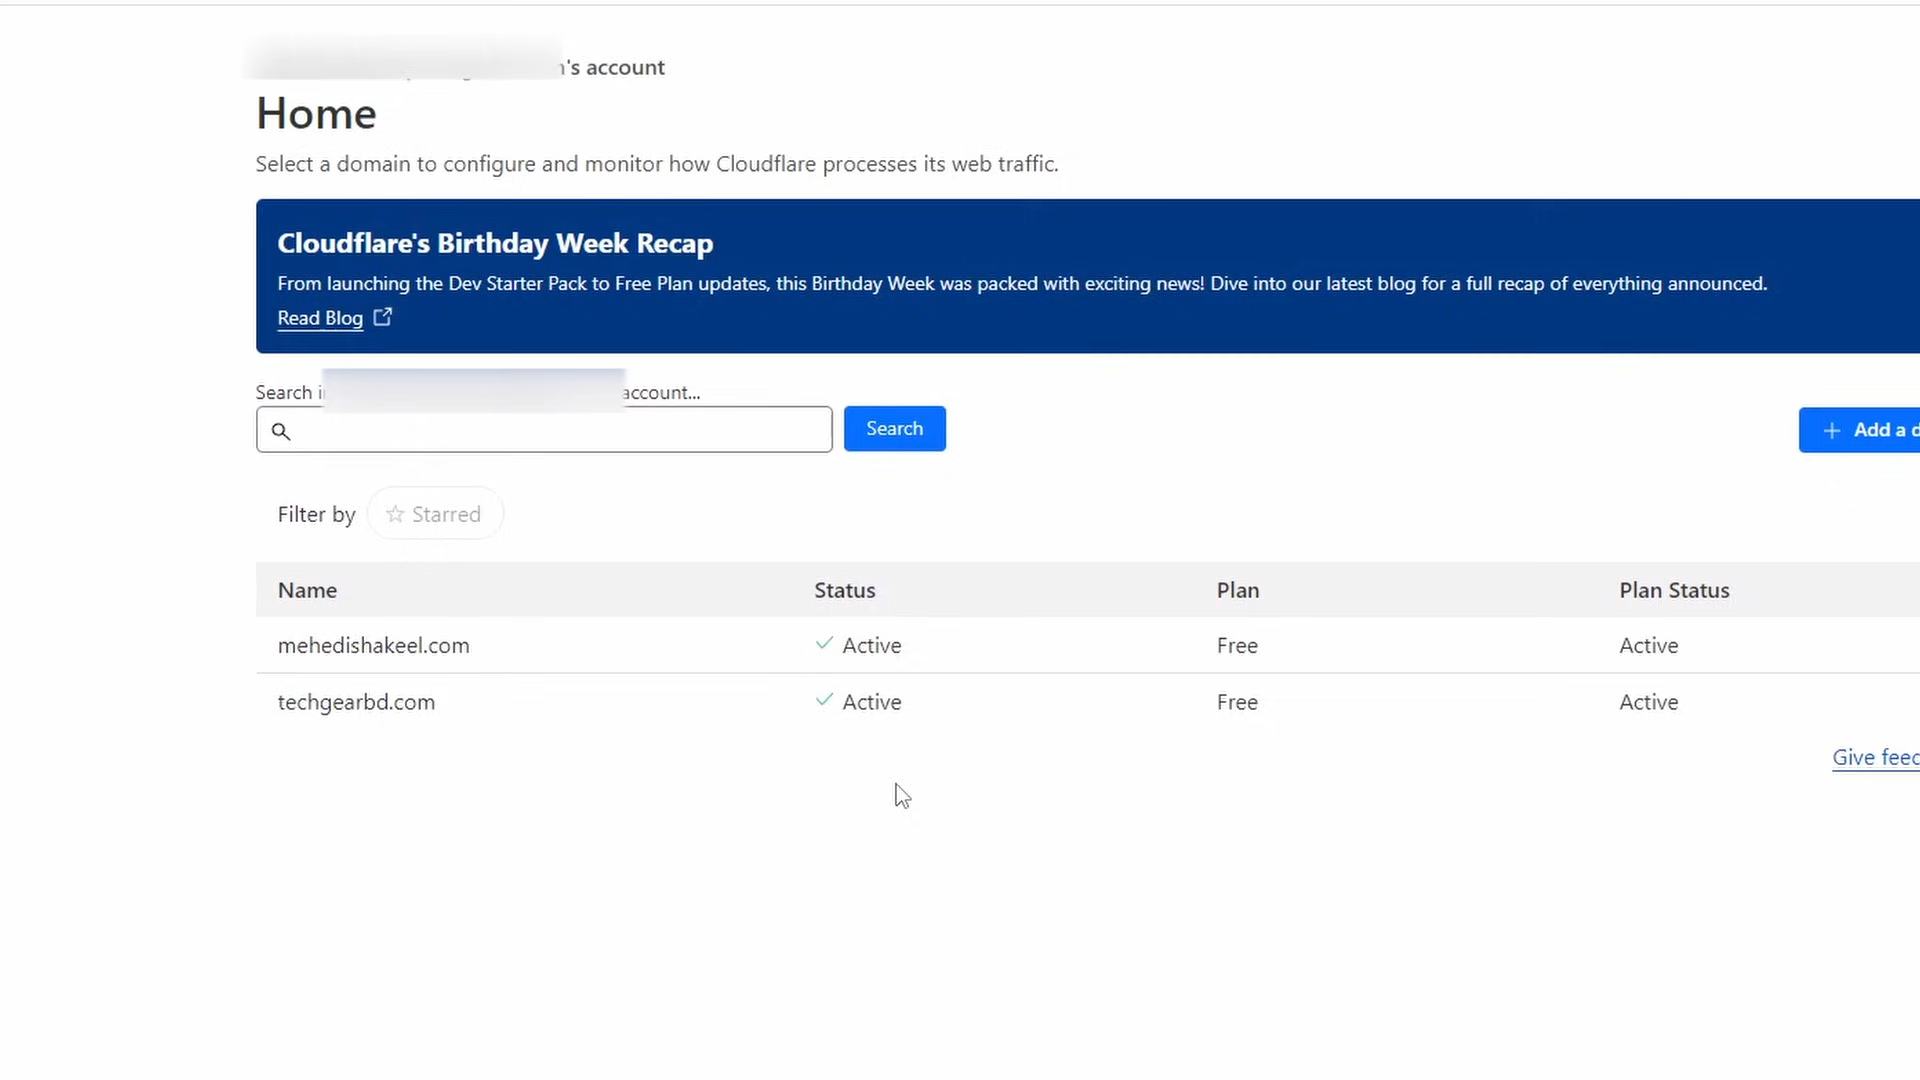 's account
Home
Select a domain to configure and monitor how Cloudflare processes its web traffic.
Cloudflare's Birthday Week Recap
From launching the Dev Starter Pack to Free Plan updates, this Birthday Week was packed with exciting news! Dive into our latest blog for a full recap of everything announced.
Read Blog
Search account...
Search
+ Add a
Filter by ☆ Starred
Name Status Plan Plan Status
mehedishakeel.com ✓ Active Free Active
techgearbd.com ✓ Active Free Active
Give